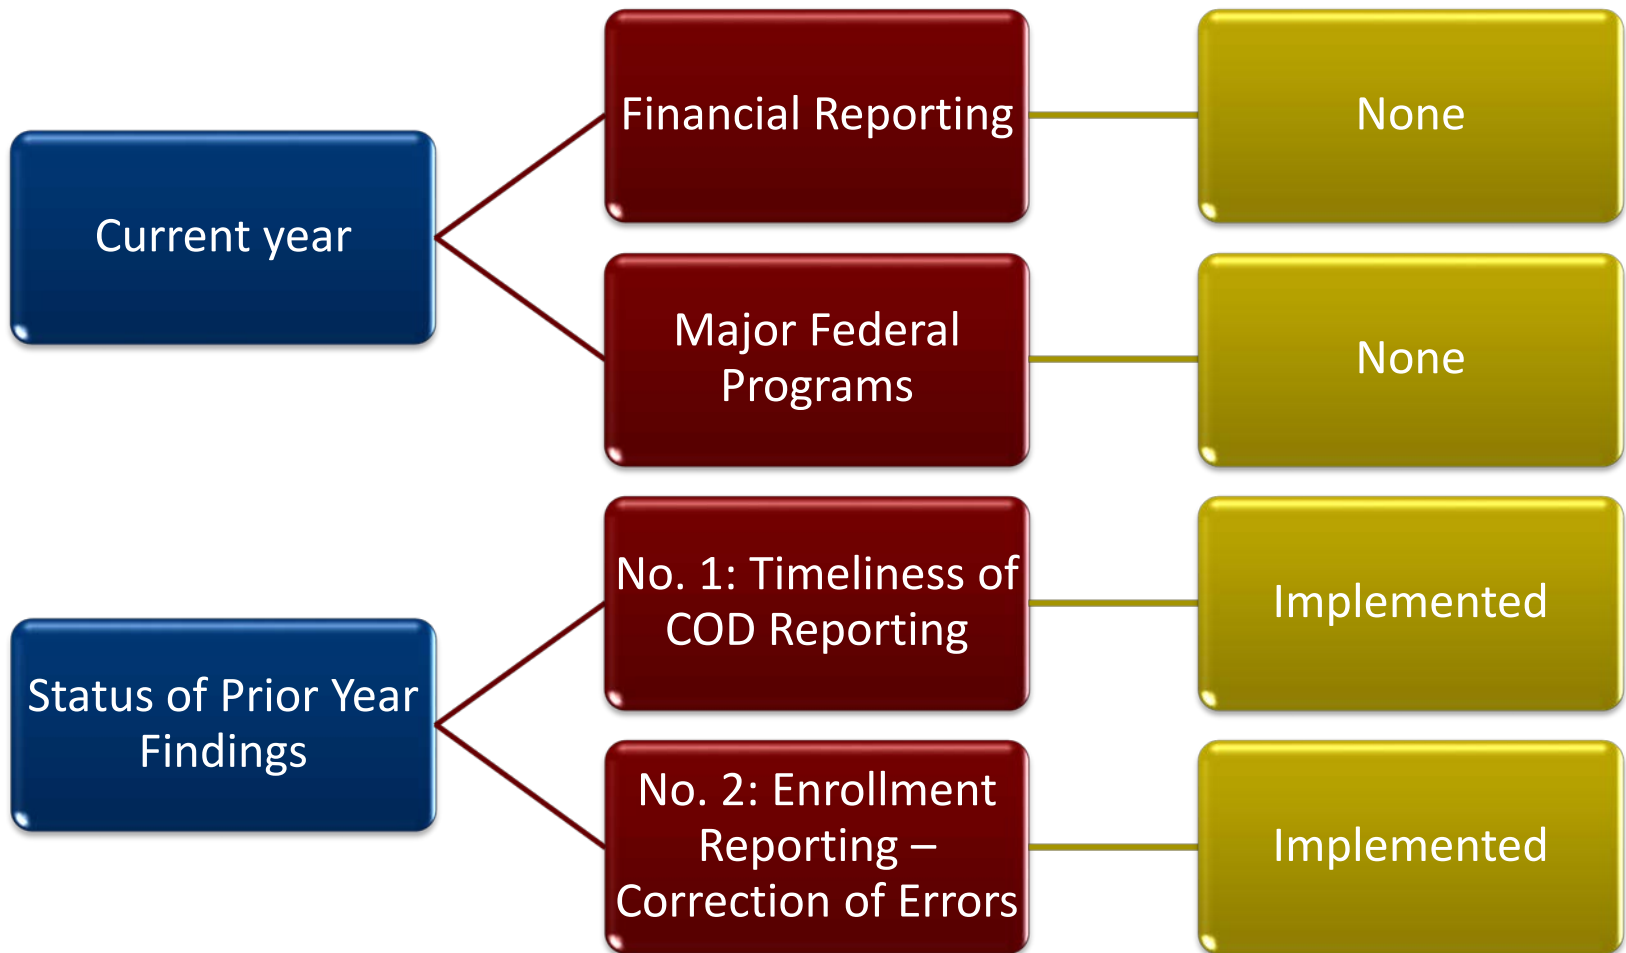 Current year
Financial Reporting
None
Major Federal
Programs
None
Status of Prior Year
Findings
No. 1: Timeliness of
COD Reporting
Implemented
No. 2: Enrollment
Reporting –
Correction of Errors
Implemented